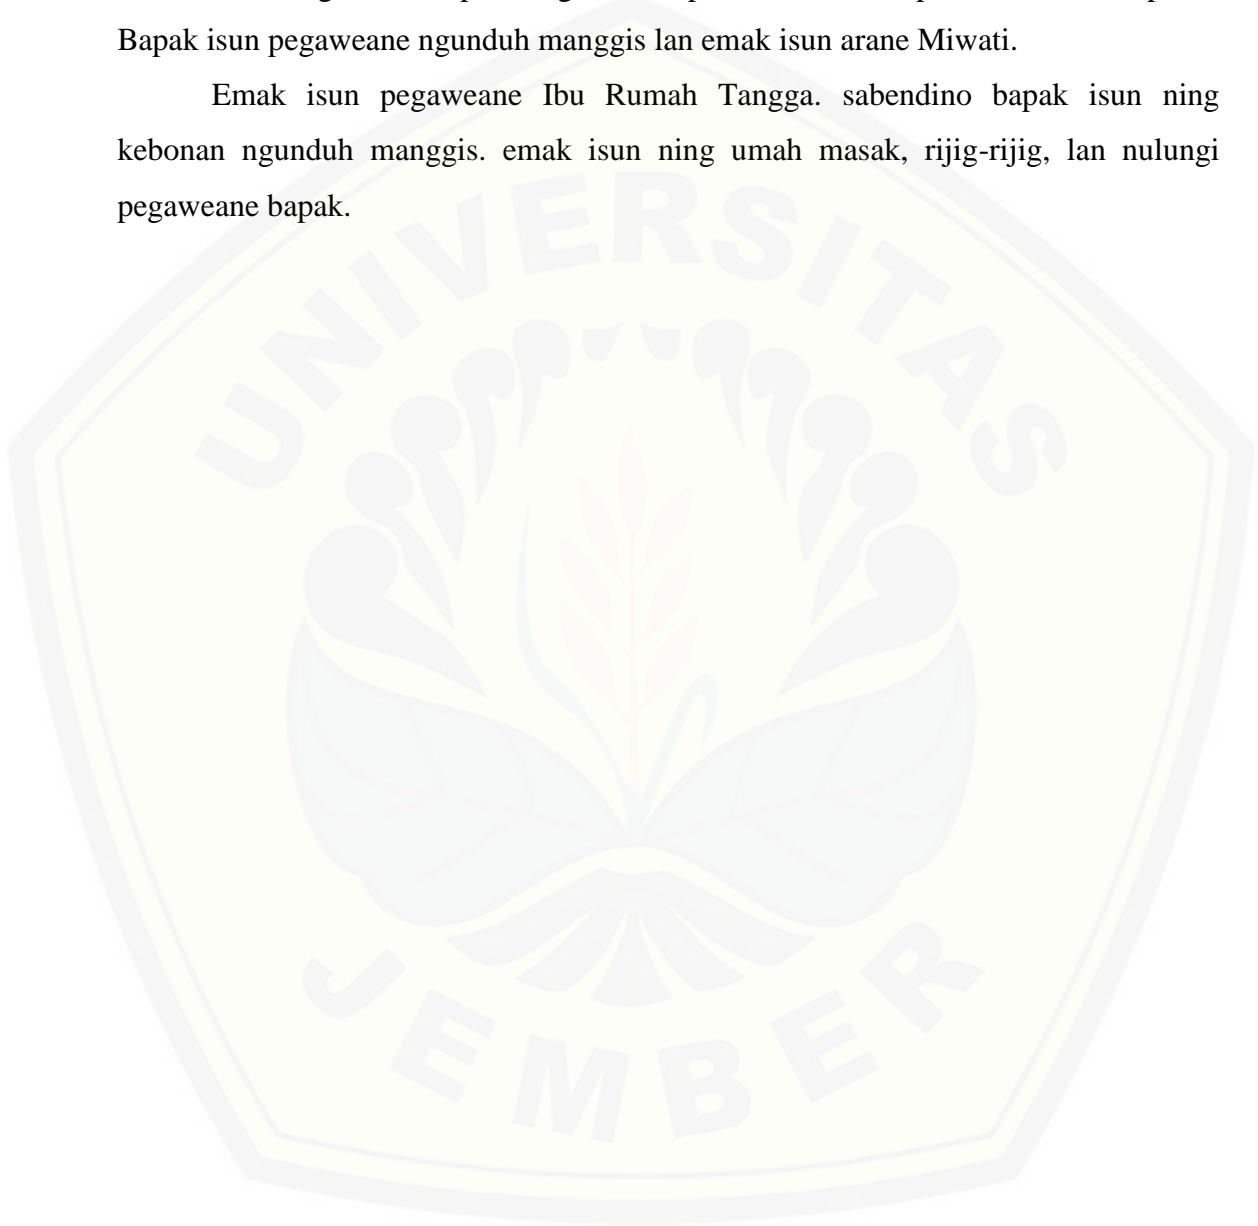 Bapak isun pegaweane ngunduh manggis lan emak isun arane Miwati.
Emak isun pegaweane Ibu Rumah Tangga. sabendino bapak isun ning
kebonan ngunduh manggis. emak isun ning umah masak, rijig-rijig, lan nulungi
pegaweane bapak.
UNIVERSITAS
JEMBER